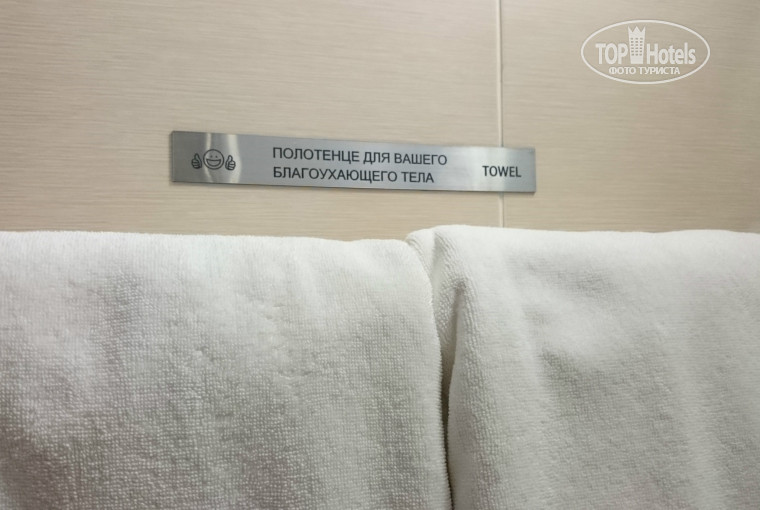 TOP Hotels
ФОТО ТУРИСТА
ПОЛОТЕНЦЕ ДЛЯ ВАШЕГО
БЛАГОУХАЮЩЕГО ТЕЛА
TOWEL